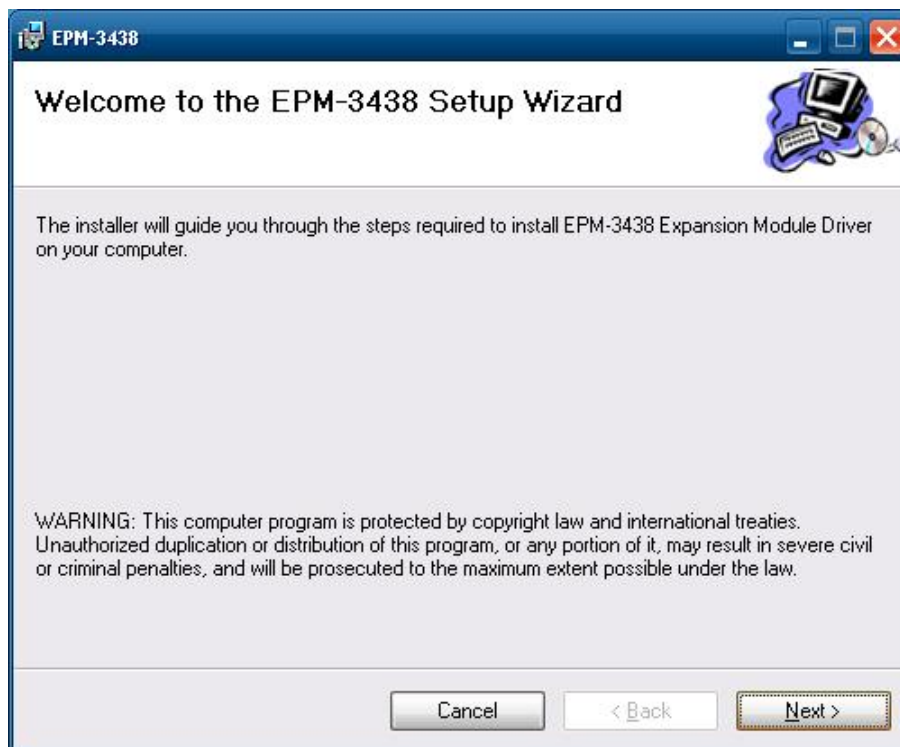 EPM-3438
Welcome to the EPM-3438 Setup Wizard
The installer will guide you through the steps required to install EPM-3438 Expansion Module Driver
on your computer.
WARNING: This computer program is protected by copyright law and international treaties.
Unauthorized duplication or distribution of this program, or any portion of it, may result in severe civil
or criminal penalties, and will be prosecuted to the maximum extent possible under the law.
Cancel < Back Next >